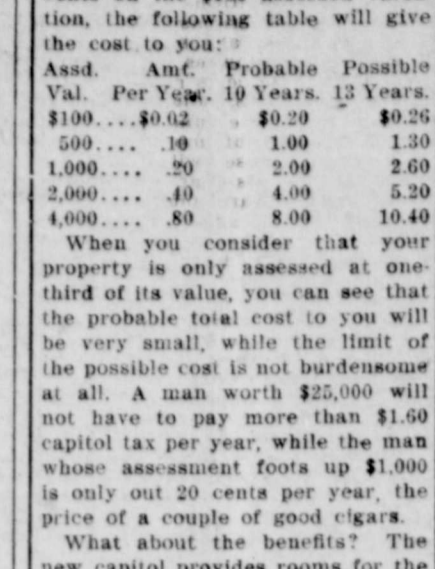 tion, the following table will give
the cost to you:
Assd. Amt. Probable Possible
Val. Per Year. 10 Years. 13 Years.
$100....$0.02 $0.20 $0.26
500.... .10 1.00 1.30
1,000.... .20 2.00 2.60
2,000.... .40 4.00 5.20
4,000.... .80 8.00 10.40
When you consider that your
property is only assessed at one-
third of its value, you can see that
the probable total cost to you will
be very small, while the limit of
the possible cost is not burdensome
at all. A man worth $25,000 will
not have to pay more than $1.60
capitol tax per year, while the man
whose assessment foots up $1,000
is only out 20 cents per year, the
price of a couple of good cigars.
What about the benefits? The
new capitol provides rooms for the